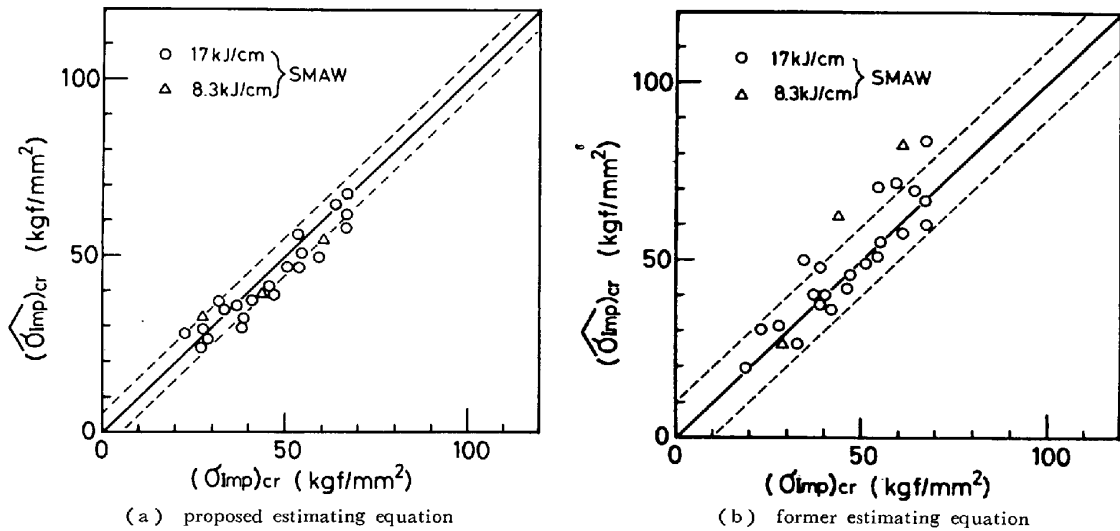 ○ 17kJ/cm
△ 8.3kJ/cm
SMAW
100
50
0
0 50 100
(σImp)cr (kgf/mm²)
(σImp)cr (kgf/mm²)
(a) proposed estimating equation
○ 17kJ/cm
△ 8.3kJ/cm
SMAW
100
50
0
0 50 100
(σImp)cr (kgf/mm²)
(σImp)cr (kgf/mm²)
(b) former estimating equation